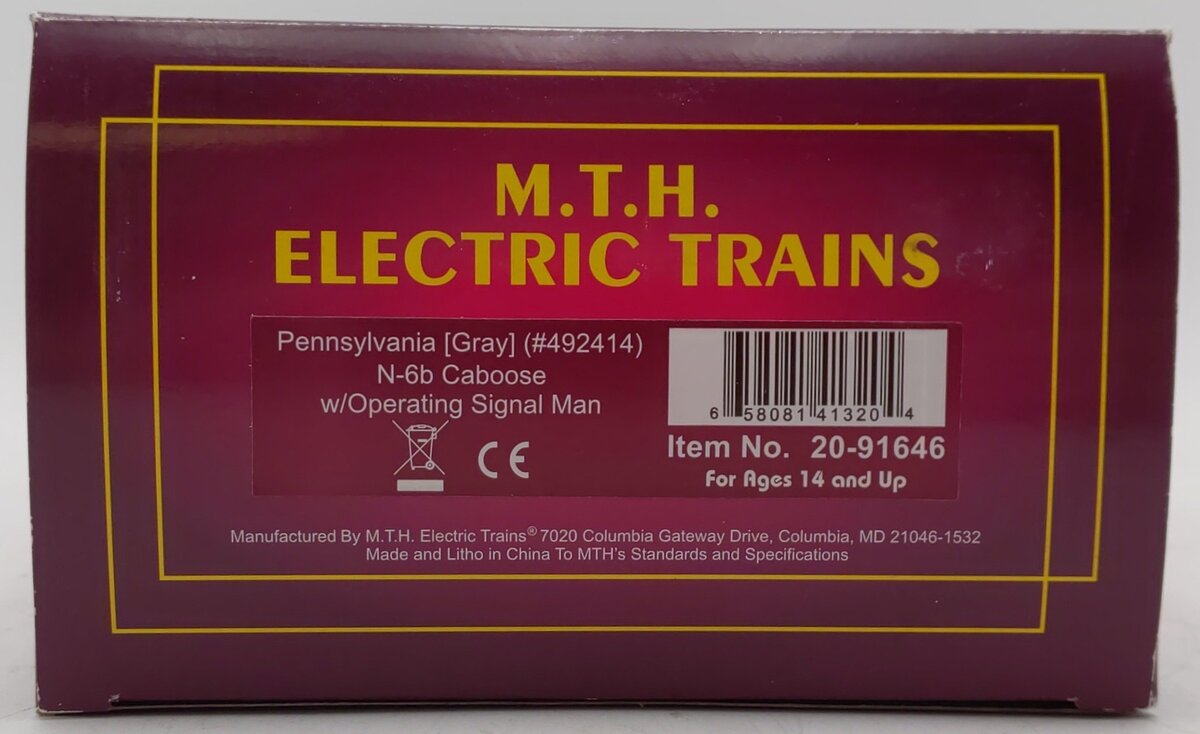 M.T.H.
ELECTRIC TRAINS
Pennsylvania [Gray] (#492414)
N-6b Caboose
w/Operating Signal Man
CE
6 58081 41320 4
Item No. 20-91646
For Ages 14 and Up
Manufactured By M.T.H. Electric Trains® 7020 Columbia Gateway Drive, Columbia, MD 21046-1532
Made and Litho in China To MTH's Standards and Specifications